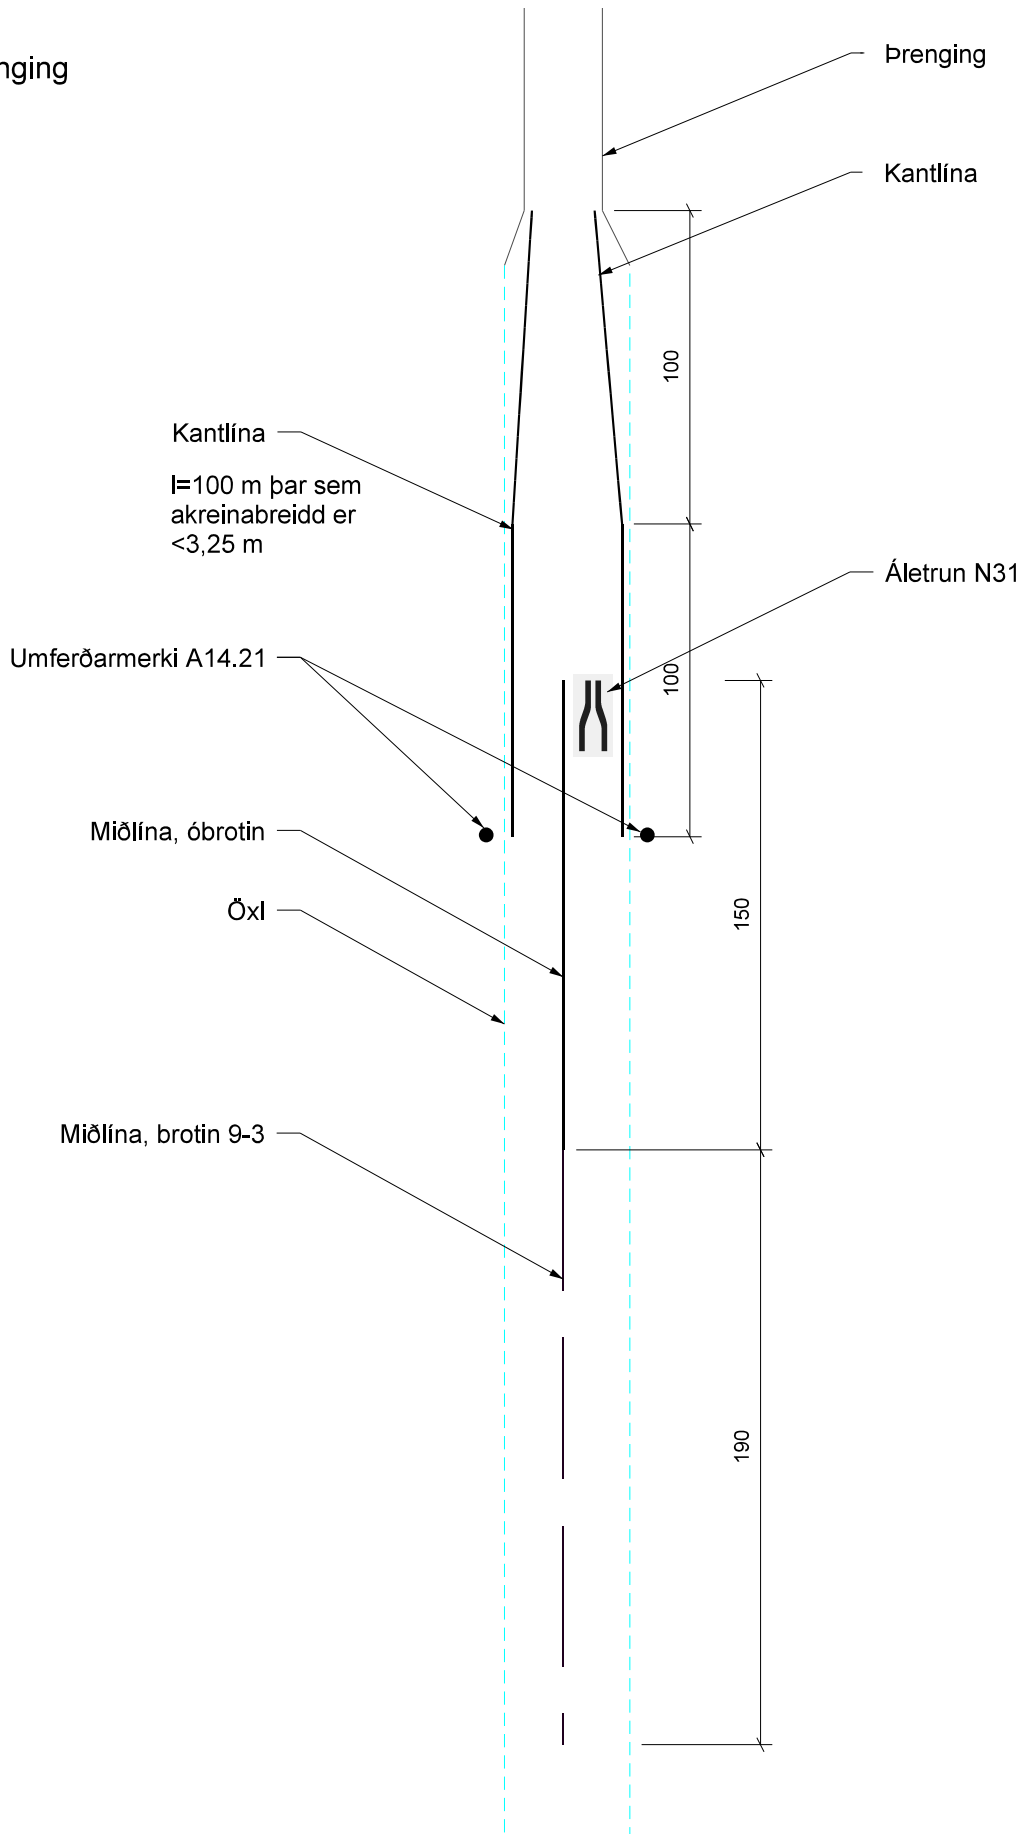 nging
Þrenging
Kantlína
100
Kantlína
l=100 m þar sem
akreinabreidd er
<3,25 m
Áletrun N31
Umferðarmerki A14.21
100
Miðlína, óbrotin
Öxl
150
Miðlína, brotin 9-3
190